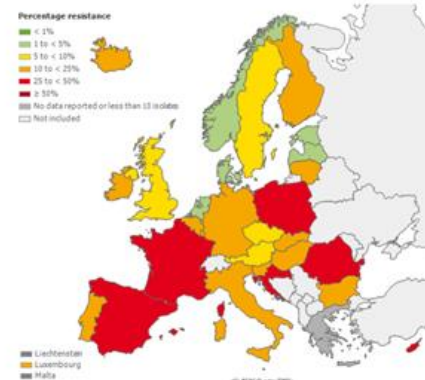 Percentage resistance
< 1%
1 to < 5%
5 to < 10%
10 to < 25%
25 to < 50%
≥ 50%
No data reported or less than 10 isolates
Not included
Liechtenstein
Luxembourg
Malta